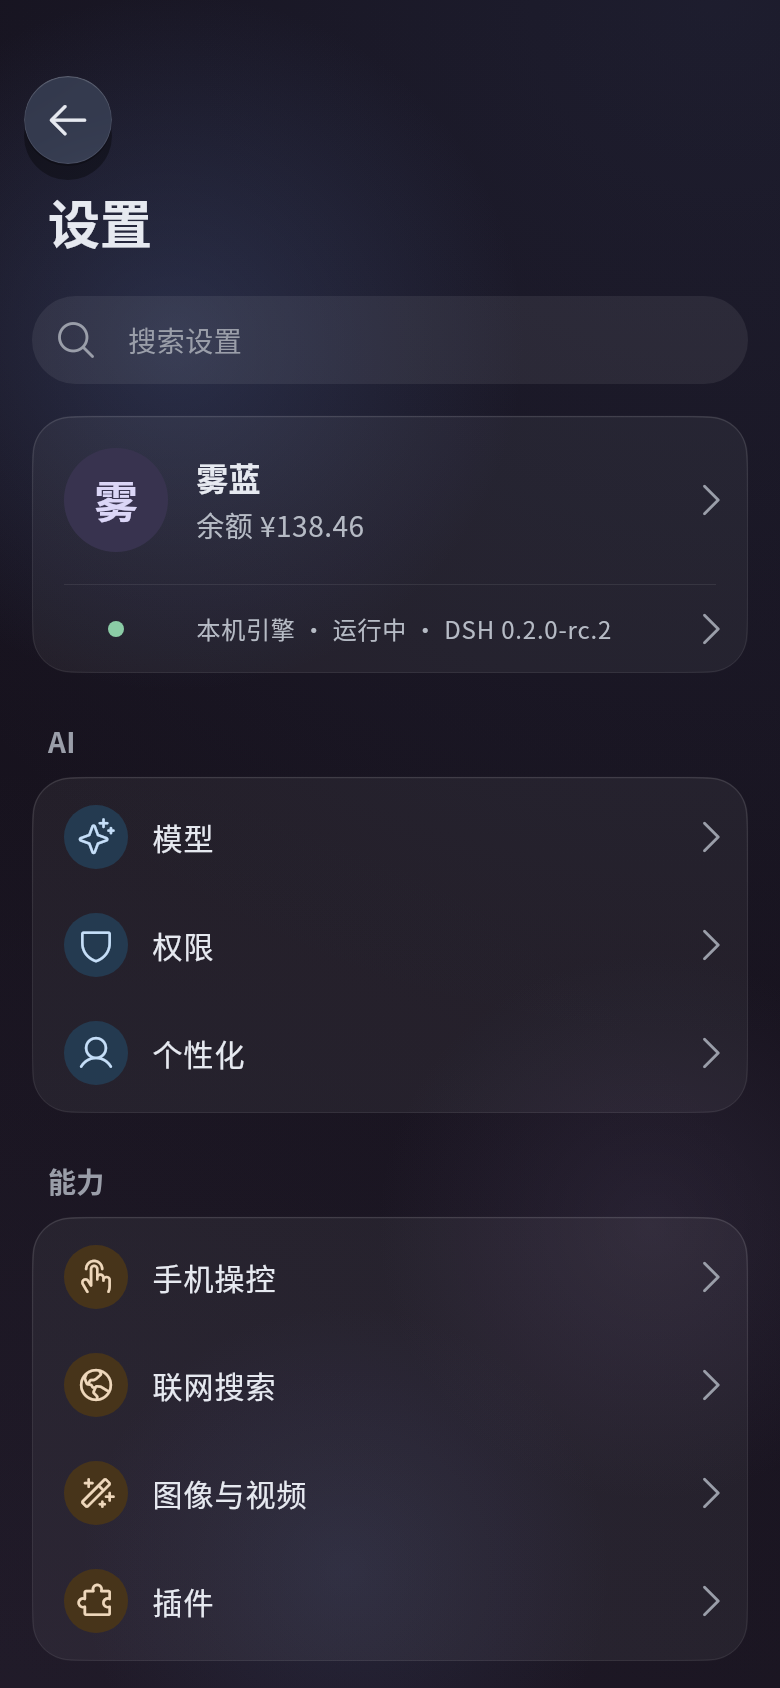 设置
搜索设置
雾
雾蓝
余额 ¥138.46
本机引擎 · 运行中 · DSH 0.2.0-rc.2
AI
模型
权限
个性化
能力
手机操控
联网搜索
图像与视频
插件